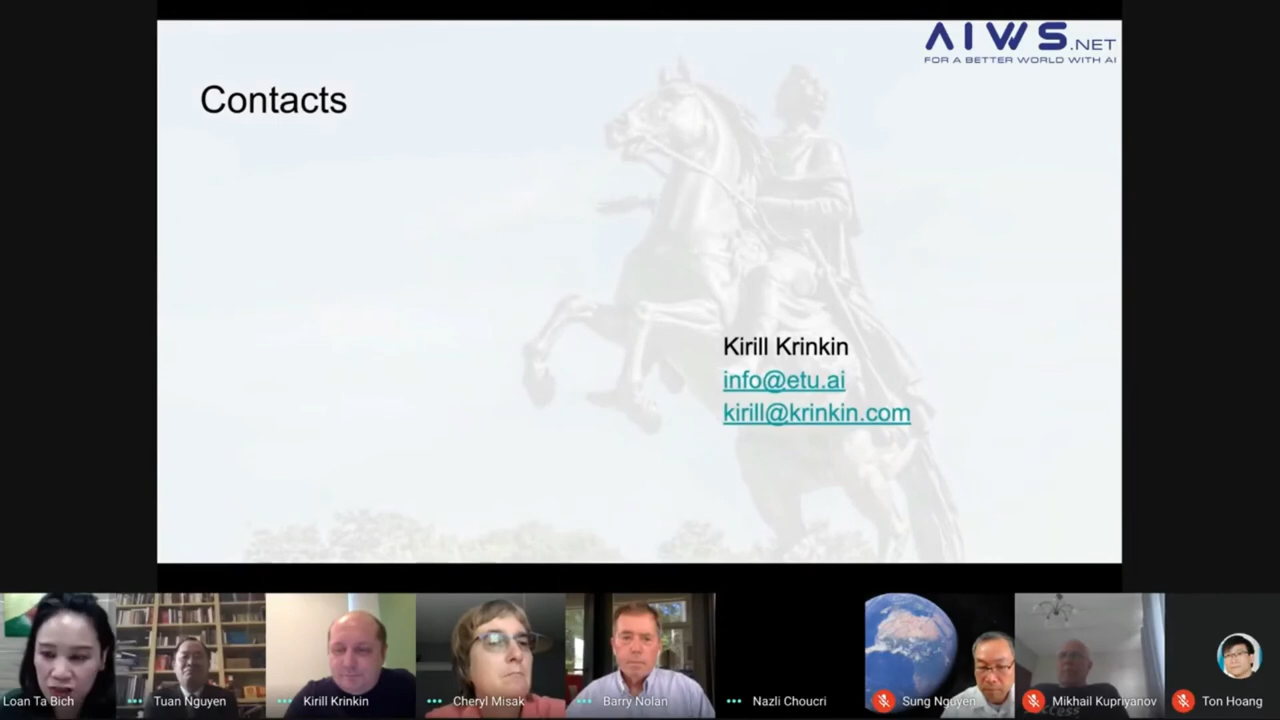 AIWS.NET
FOR A BETTER WORLD WITH AI
Contacts
Kirill Krinkin
info@etu.ai
kirill@krinkin.com
Loan Ta Bich
Tuan Nguyen
Kirill Krinkin
Cheryl Misak
Barry Nolan
Nazli Choucri
Sung Nguyen
Mikhail Kupriyanov
Ton Hoang